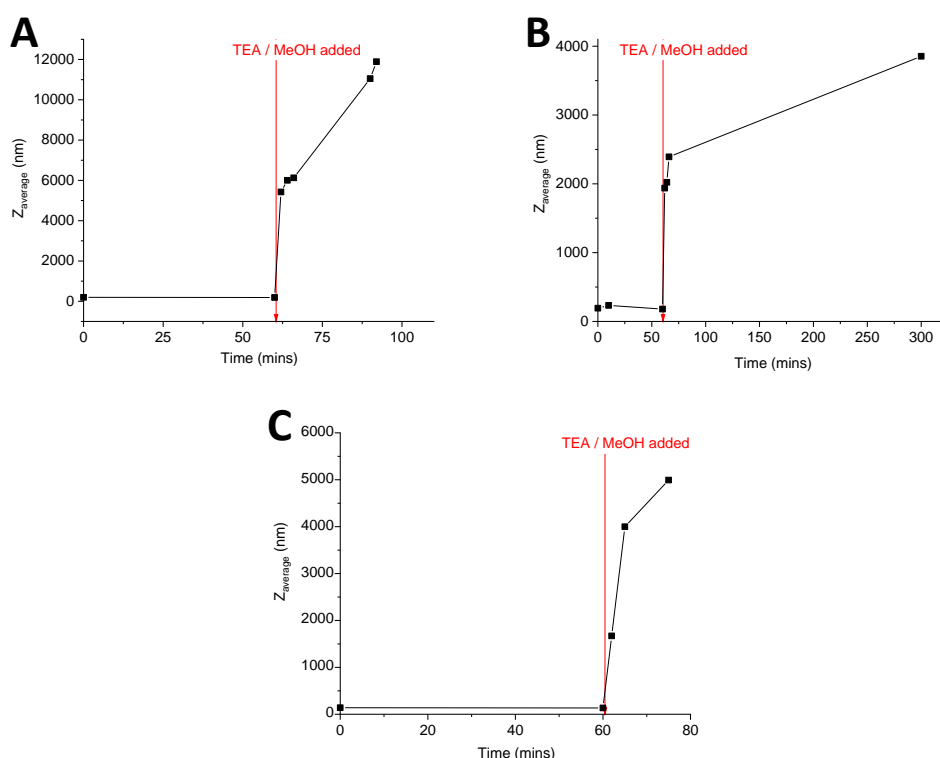 A
TEA / MeOH added
12000
10000
8000
6000
4000
2000
0
Zaverage (nm)
0 25 50 75 100
Time (mins)
B
TEA / MeOH added
4000
3000
2000
1000
0
Zaverage (nm)
0 50 100 150 200 250 300
Time (mins)
C
TEA / MeOH added
6000
5000
4000
3000
2000
1000
0
Zaverage (nm)
0 20 40 60 80
Time (mins)